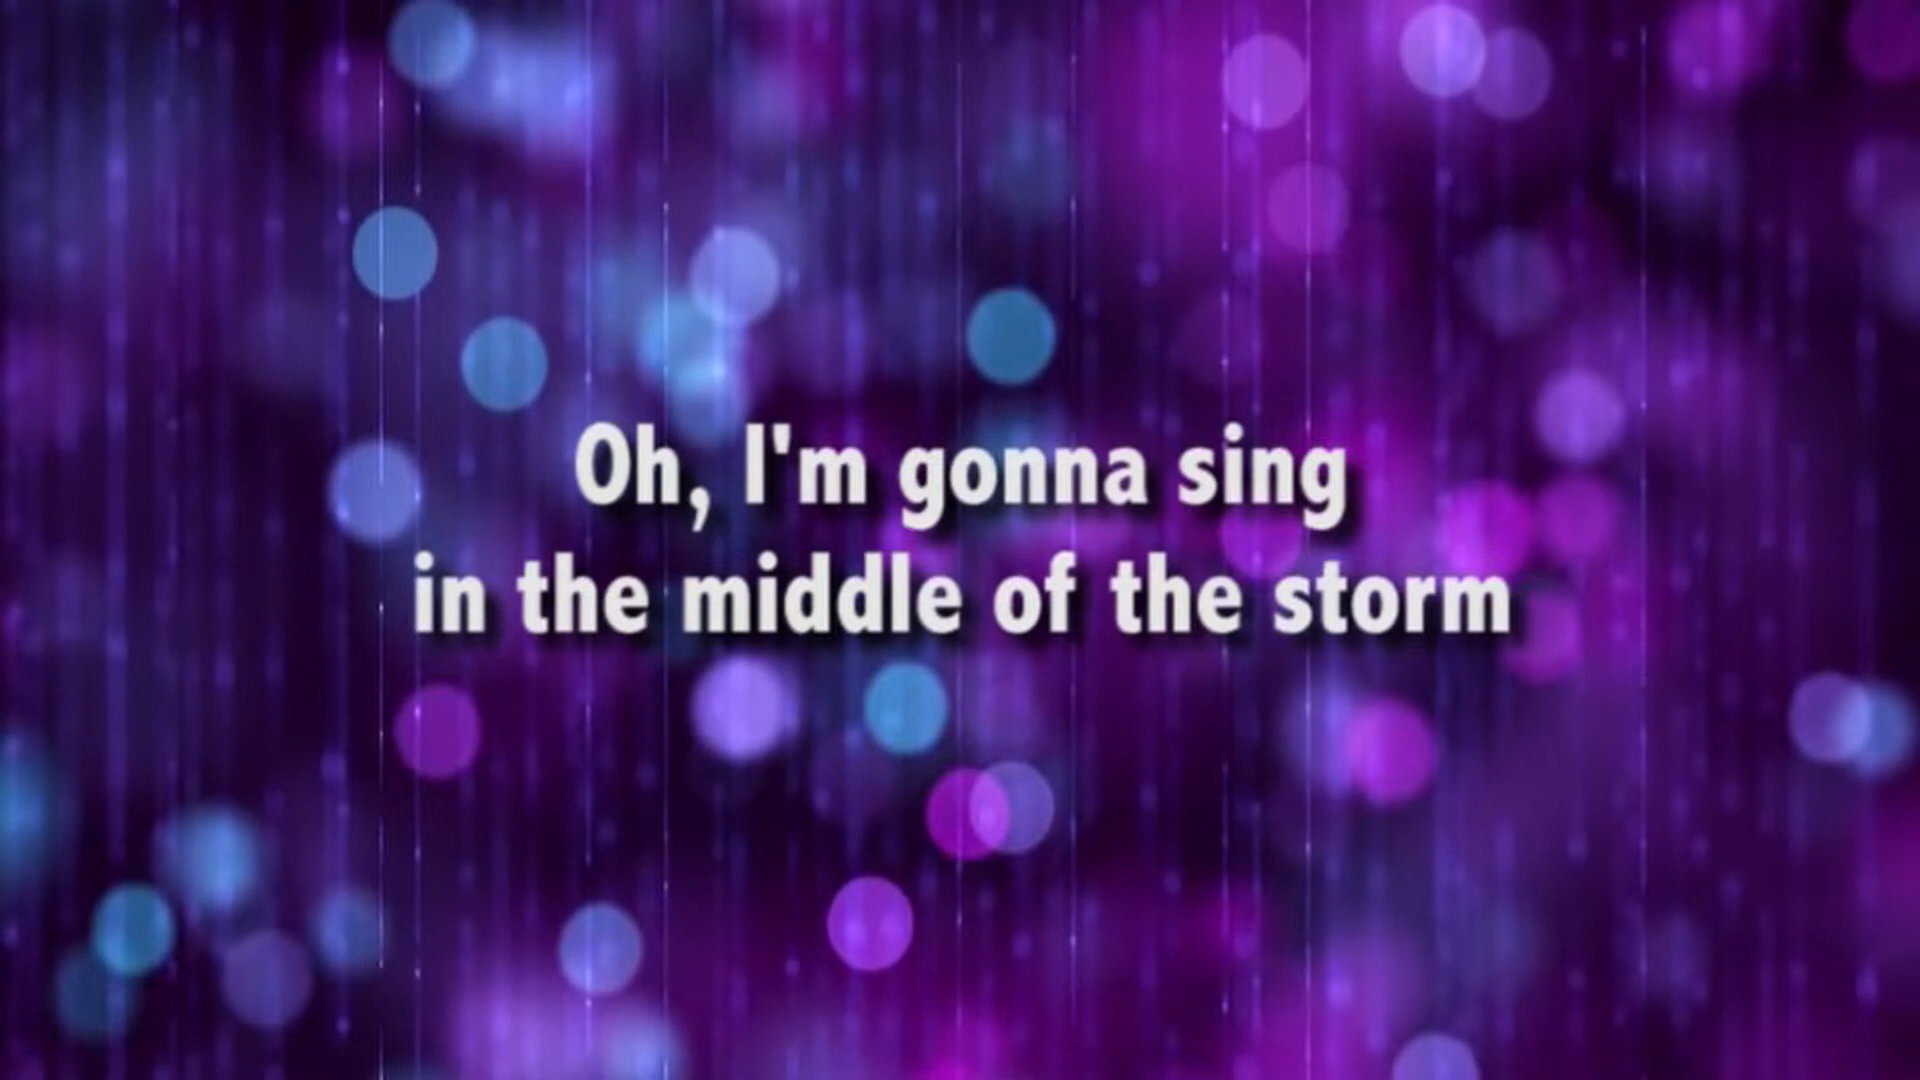 Oh, I'm gonna sing
in the middle of the storm